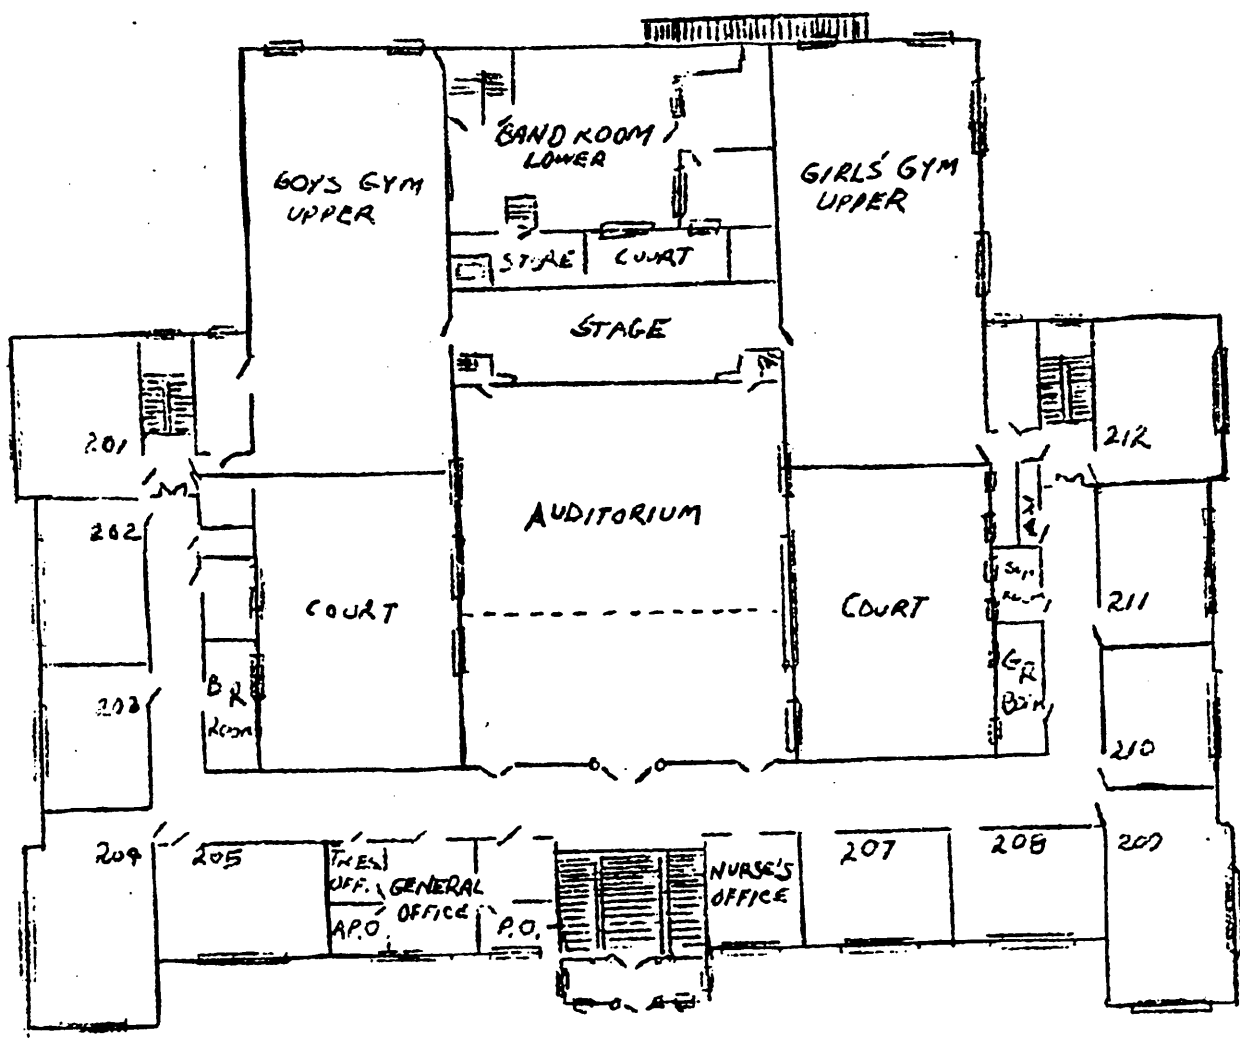 BAND ROOM
LOWER
BOYS GYM
UPPER
GIRLS' GYM
UPPER
STORE
COURT
STAGE
201
212
AUDITORIUM
202
COURT
COURT
211
203
B
R
ROOM
G
R
210
204
205
TRES
OFF.
GENERAL
OFFICE
A.P.O.
P.O.
NURSE'S
OFFICE
207
208
209